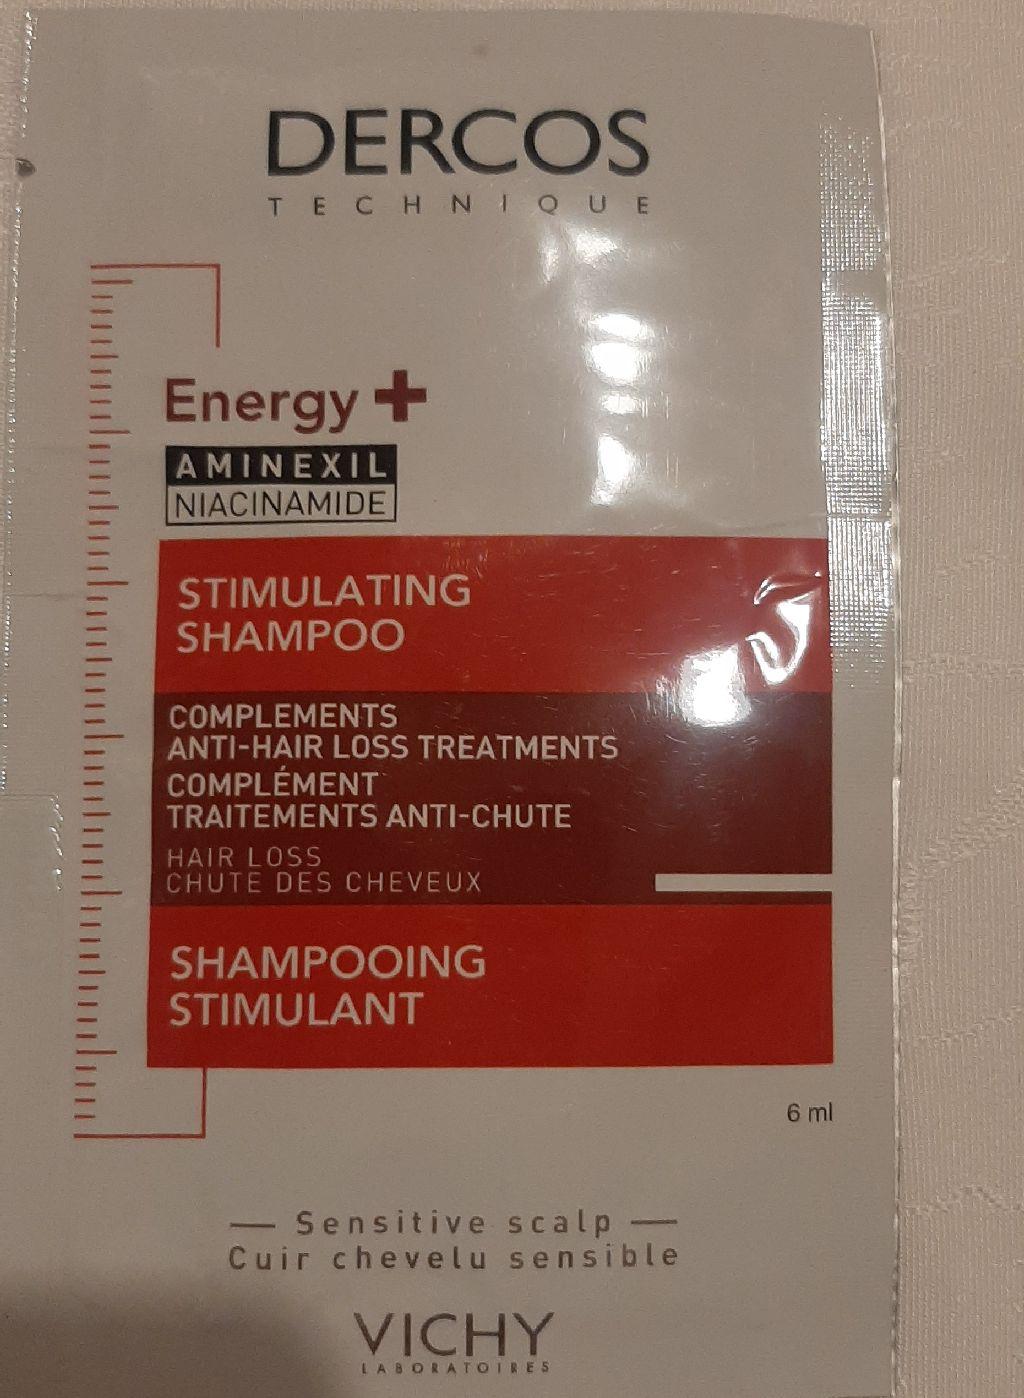 DERCOS
TECHNIQUE
Energy +
AMINEXIL
NIACINAMIDE
STIMULATING
SHAMPOO
COMPLEMENTS
ANTI-HAIR LOSS TREATMENTS
COMPLÉMENT
TRAITEMENTS ANTI-CHUTE
HAIR LOSS
CHUTE DES CHEVEUX
SHAMPOOING
STIMULANT
6 ml
— Sensitive scalp —
Cuir chevelu sensible
VICHY
LABORATOIRES